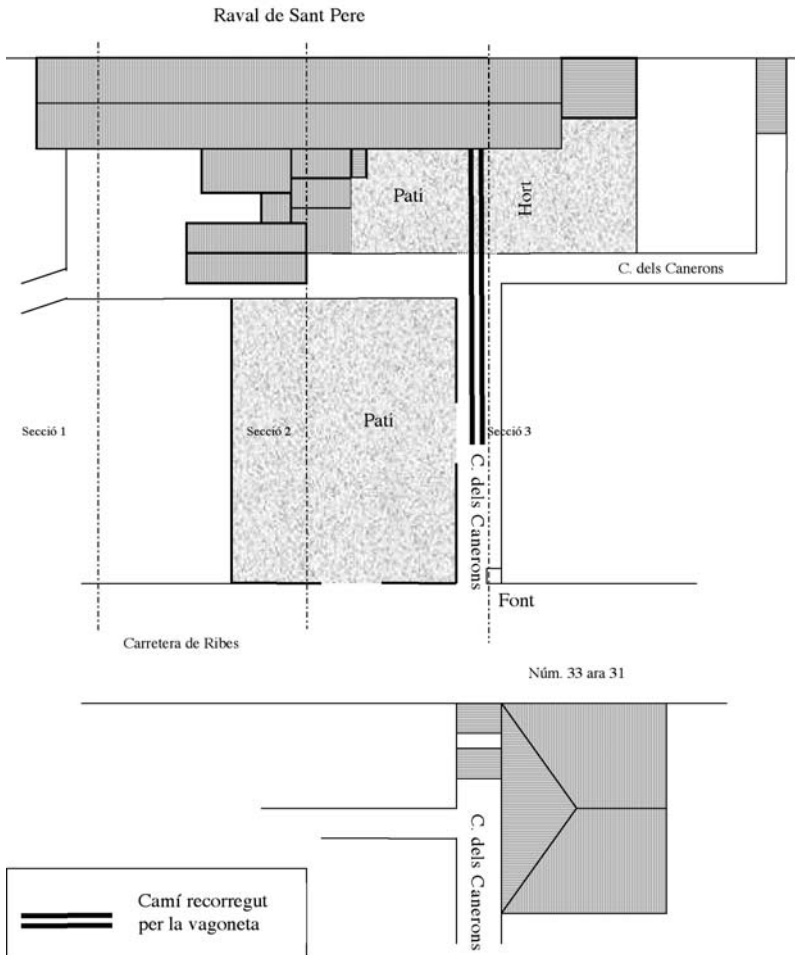 Raval de Sant Pere
Pati
Hort
C. dels Canerons
Secció 1
Secció 2
Pati
Secció 3
C. dels Canerons
Font
Carretera de Ribes
Núm. 33 ara 31
C. dels Canerons
Camí recorregut
per la vagoneta